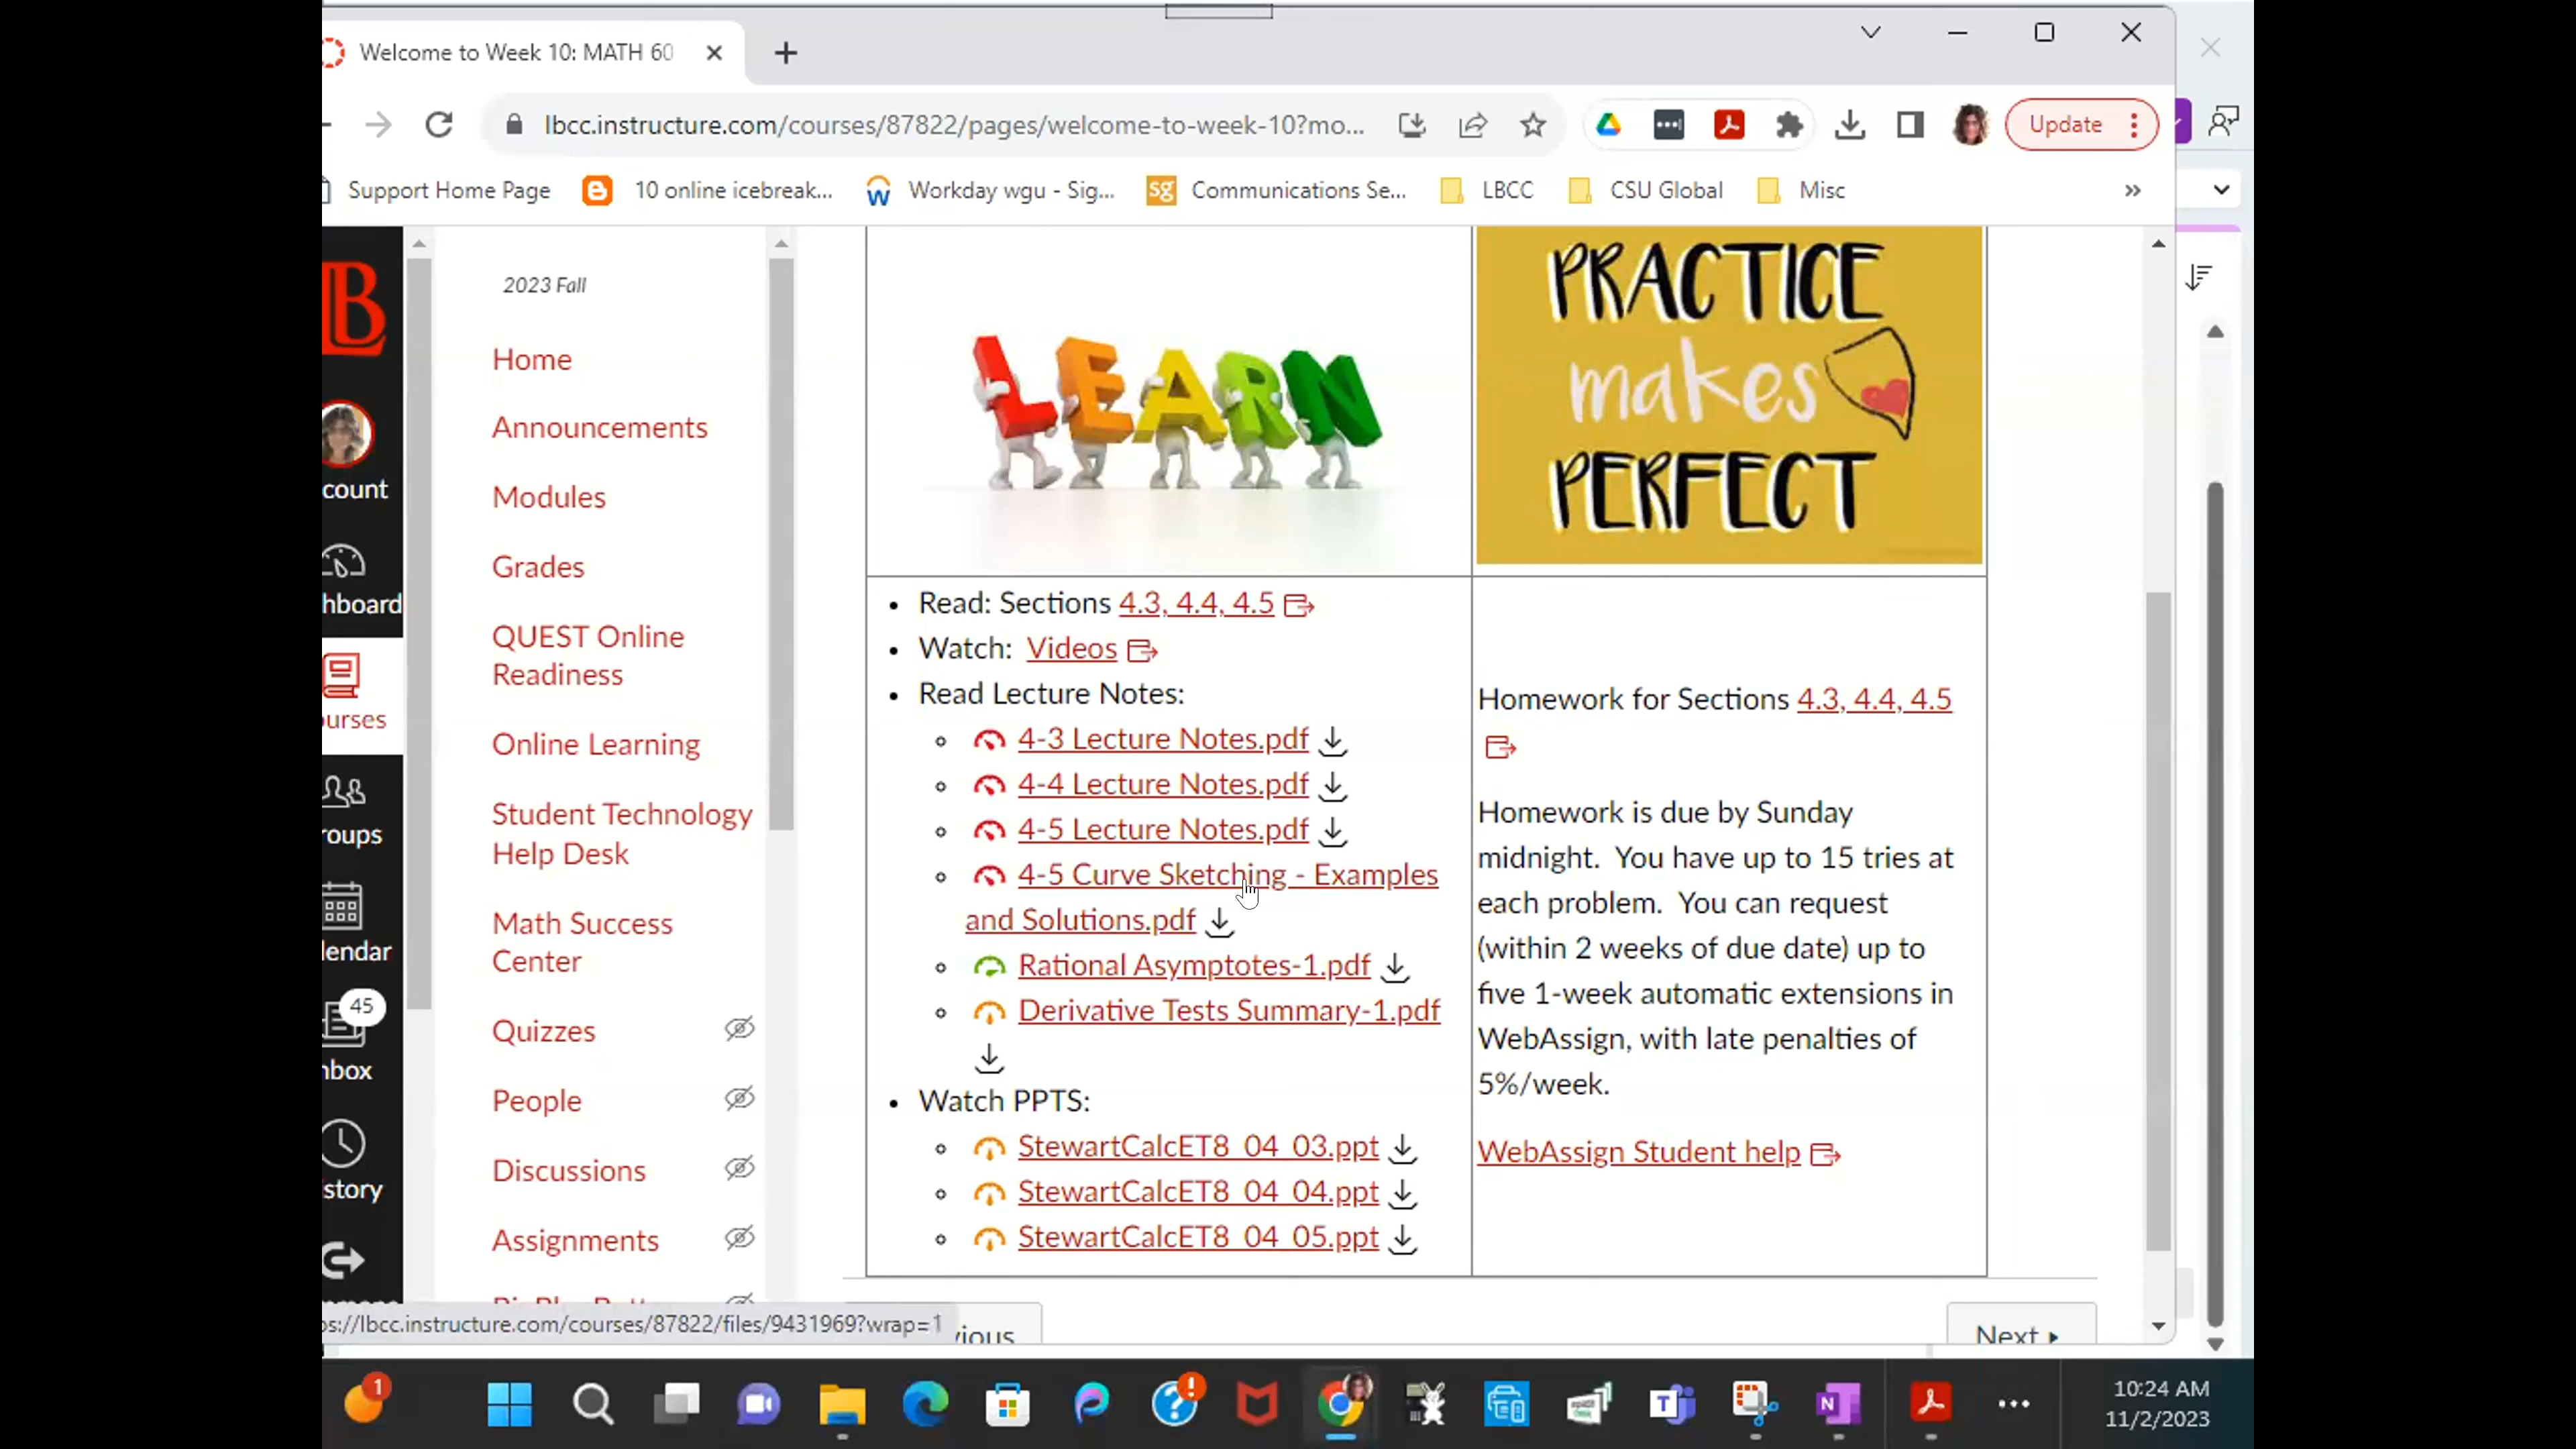 Welcome to Week 10: MATH 60
lbcc.instructure.com/courses/87822/pages/welcome-to-week-10?mo...
Update
Support Home Page
10 online icebreak...
Workday wgu - Sig...
Communications Se...
LBCC
CSU Global
Misc
»
LB
count
hboard
urses
roups
lendar
45
nbox
story
2023 Fall
Home
Announcements
Modules
Grades
QUEST Online
Readiness
Online Learning
Student Technology
Help Desk
Math Success
Center
Quizzes
People
Discussions
Assignments
LEARN
PRACTICE
makes
PERFECT
• Read: Sections 4.3, 4.4, 4.5
• Watch: Videos
• Read Lecture Notes:
4-3 Lecture Notes.pdf
4-4 Lecture Notes.pdf
4-5 Lecture Notes.pdf
4-5 Curve Sketching - Examples
and Solutions.pdf
Rational Asymptotes-1.pdf
Derivative Tests Summary-1.pdf
• Watch PPTS:
StewartCalcET8_04_03.ppt
StewartCalcET8_04_04.ppt
StewartCalcET8_04_05.ppt
Homework for Sections 4.3, 4.4, 4.5
Homework is due by Sunday
midnight. You have up to 15 tries at
each problem. You can request
(within 2 weeks of due date) up to
five 1-week automatic extensions in
WebAssign, with late penalties of
5%/week.
WebAssign Student help
ps://lbcc.instructure.com/courses/87822/files/9431969?wrap=1
vious
Next ▸
1
10:24 AM
11/2/2023